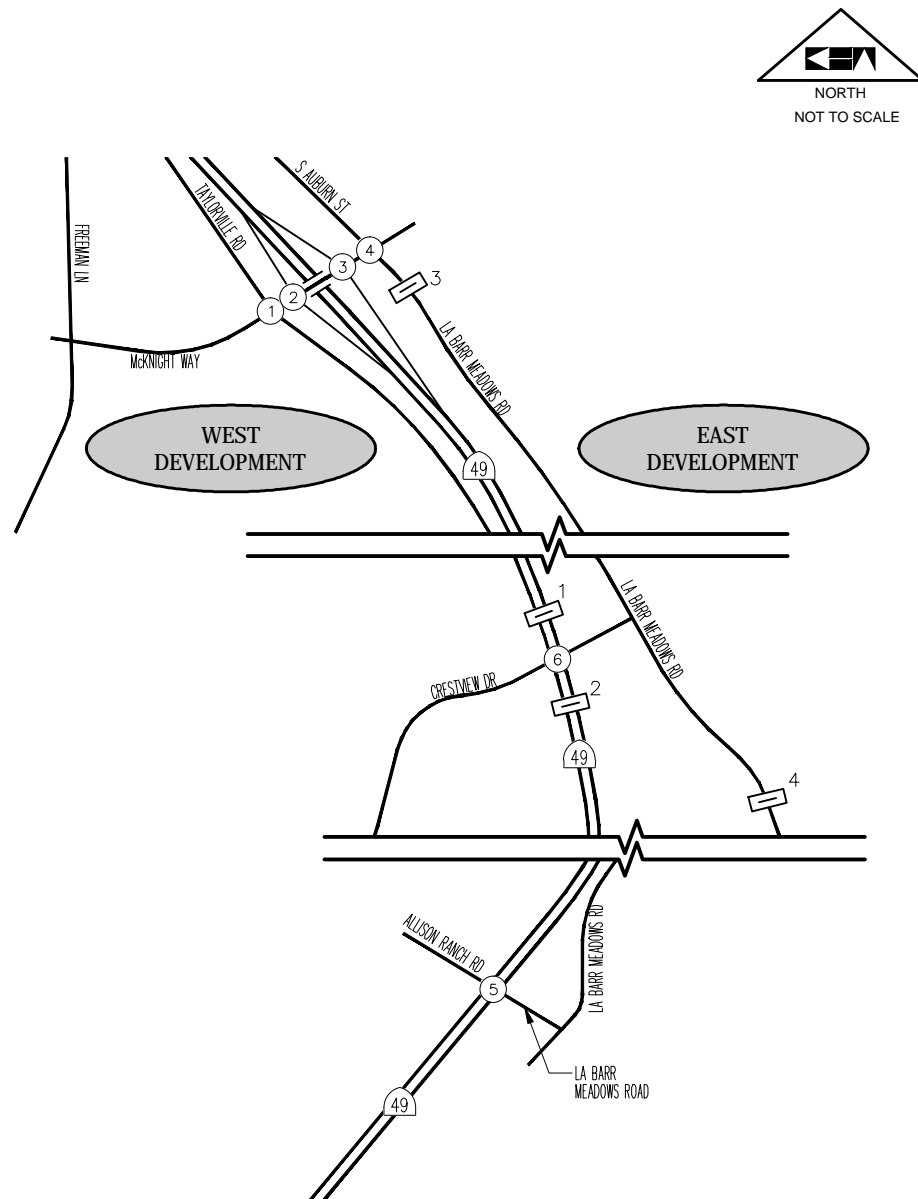 NORTH
NOT TO SCALE
S AUBURN ST
TAYLORVILLE RD
FREEMAN LN
4
3
3
2
1
McKNIGHT WAY
LA BARR MEADOWS RD
WEST
DEVELOPMENT
EAST
DEVELOPMENT
49
1
LA BARR MEADOWS RD
6
CRESTVIEW DR
2
49
4
ALLISON RANCH RD
LA BARR MEADOWS RD
5
LA BARR
MEADOWS ROAD
49